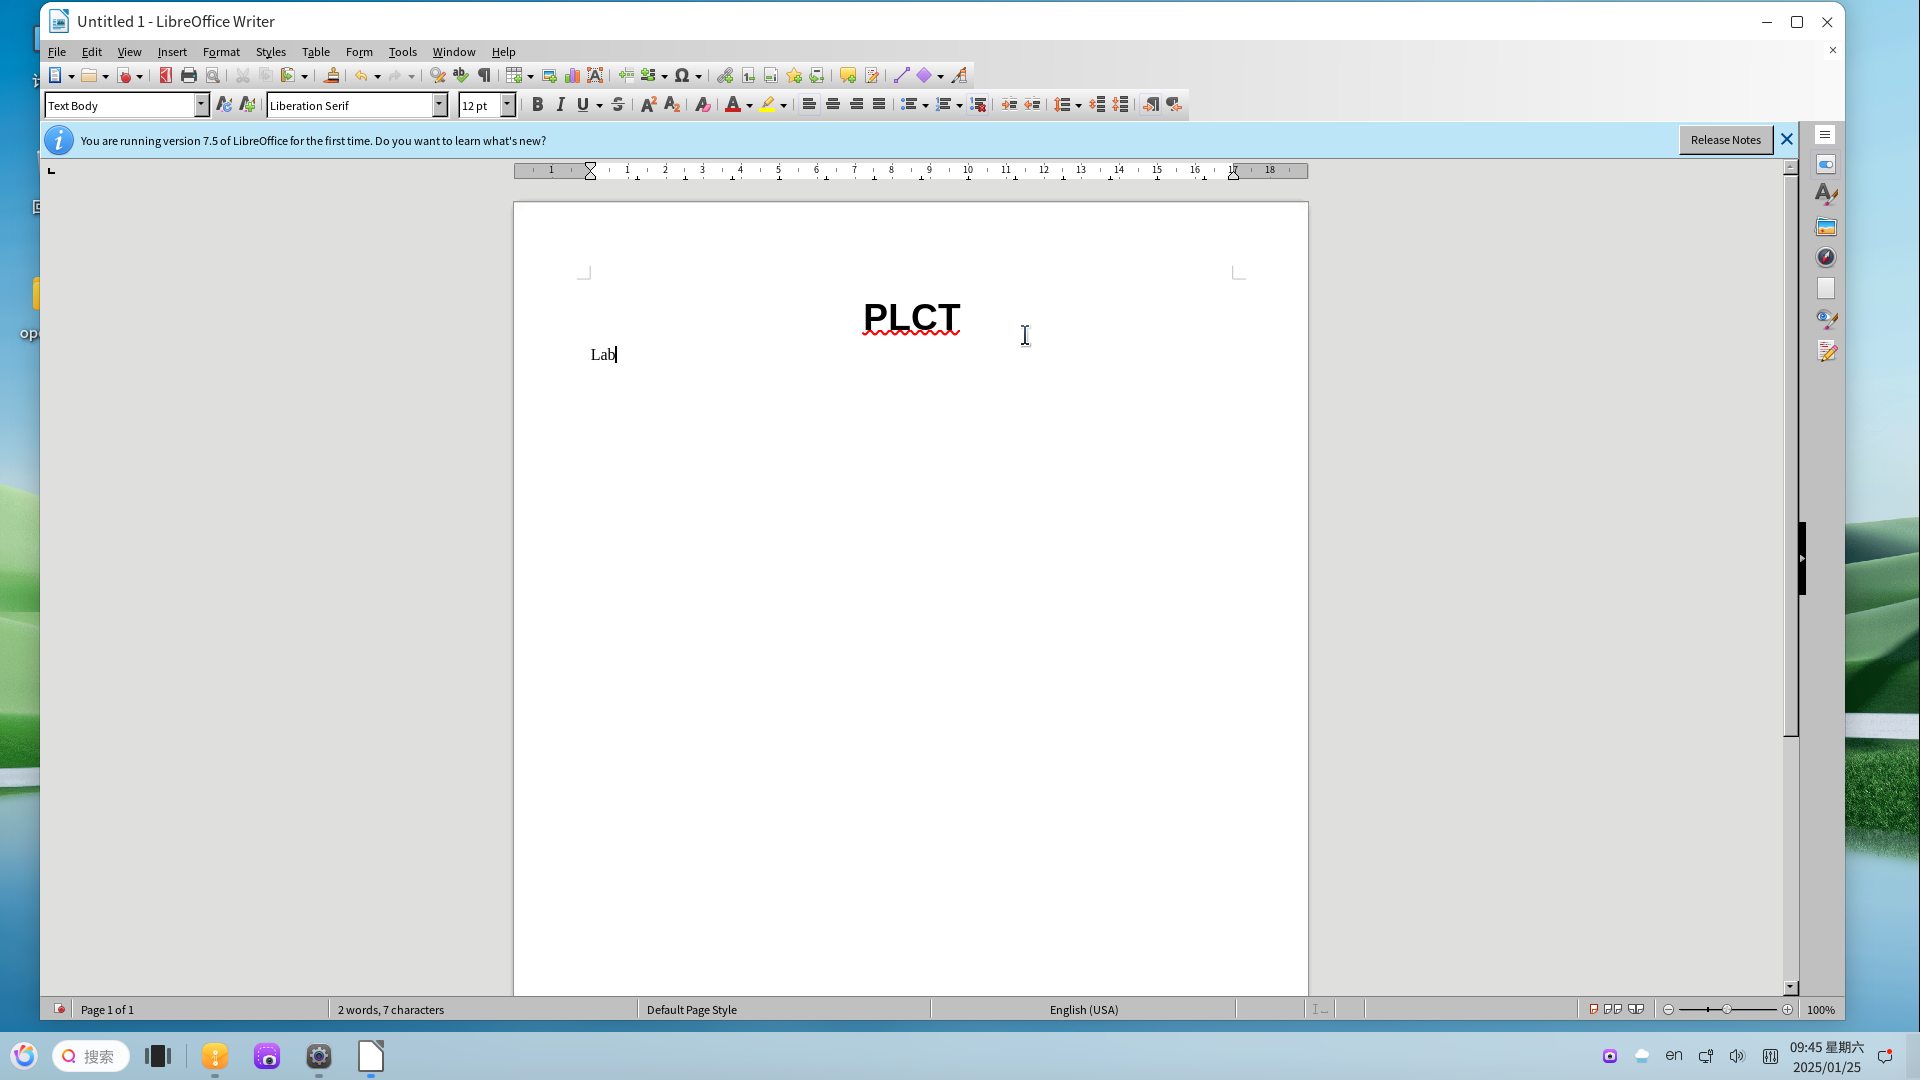 Untitled 1 - LibreOffice Writer
File Edit View Insert Format Styles Table Form Tools Window Help
Text Body Liberation Serif 12 pt
You are running version 7.5 of LibreOffice for the first time. Do you want to learn what's new? Release Notes
1 1 2 3 4 5 6 7 8 9 10 11 12 13 14 15 16 17 18
PLCT
Lab
Page 1 of 1 2 words, 7 characters Default Page Style English (USA) 100%
搜索 en 09:45 星期六
2025/01/25